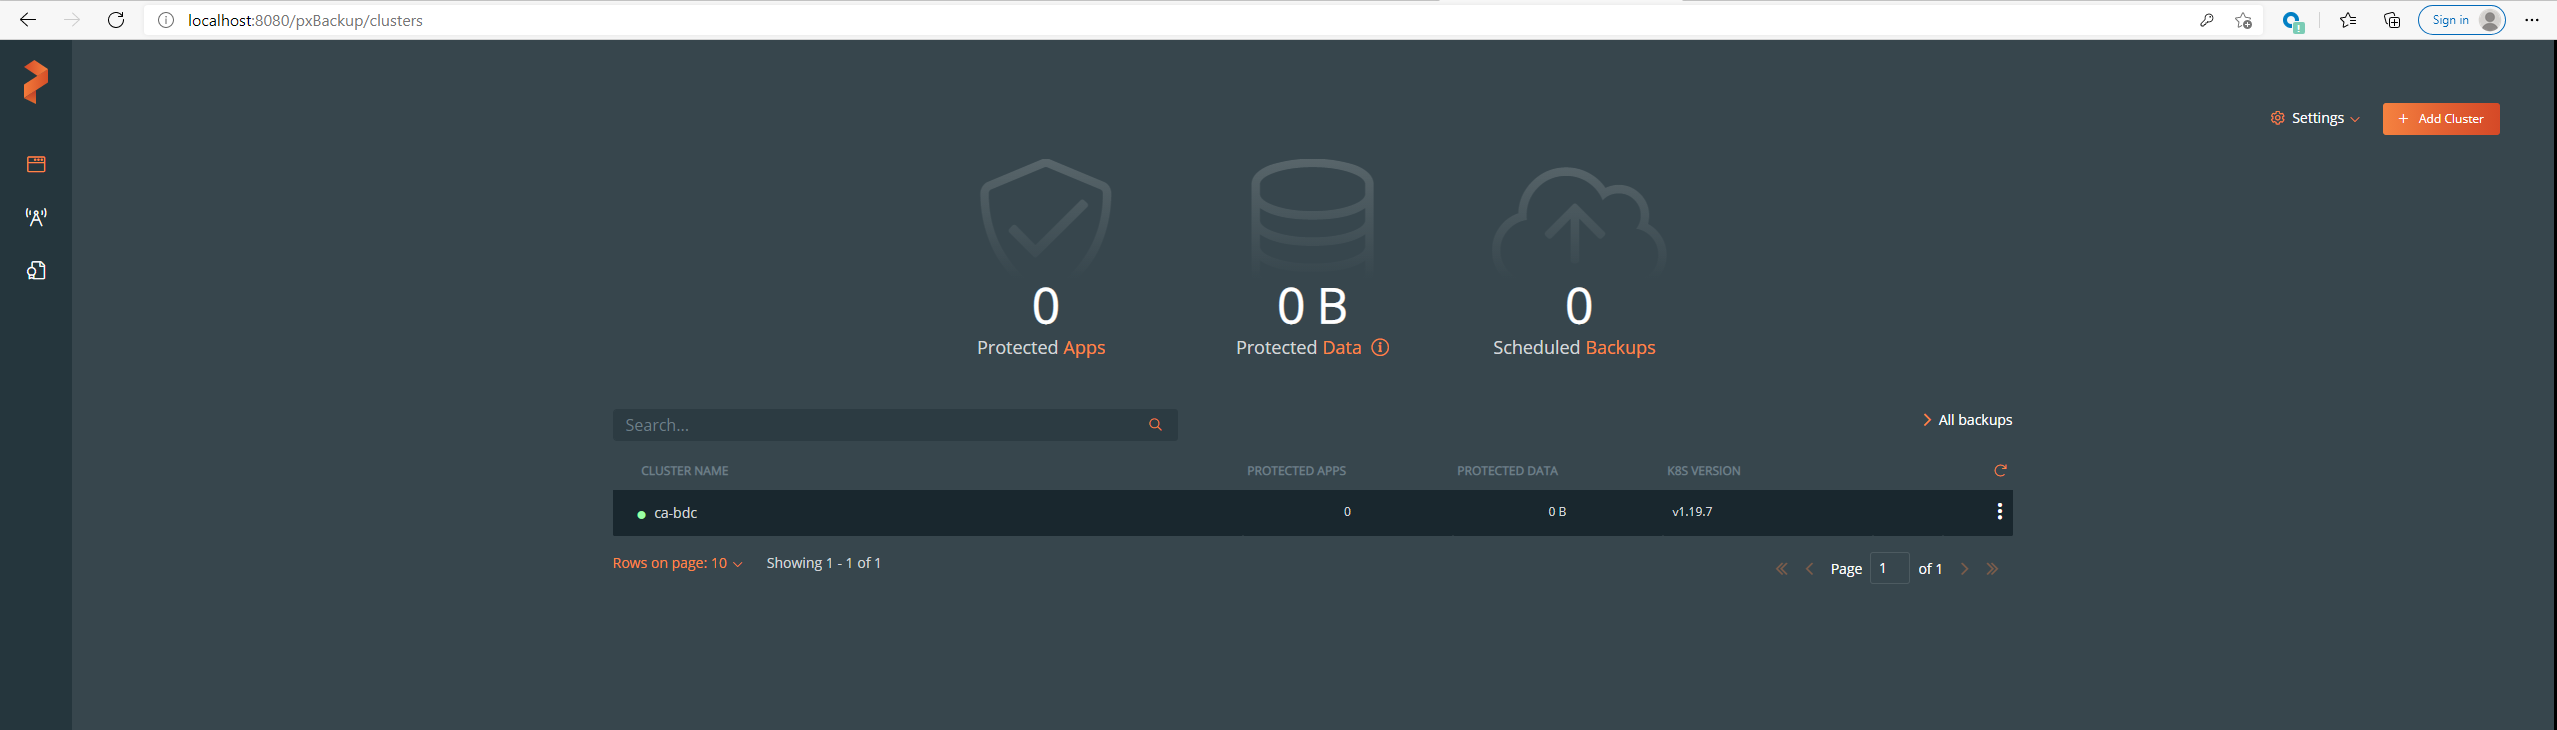 localhost:8080/pxBackup/clusters
Sign in
Settings
+ Add Cluster
0
Protected Apps
0 B
Protected Data
0
Scheduled Backups
Search...
All backups
CLUSTER NAME PROTECTED APPS PROTECTED DATA K8S VERSION
ca-bdc 0 0 B v1.19.7
Rows on page: 10 Showing 1 - 1 of 1 Page 1 of 1